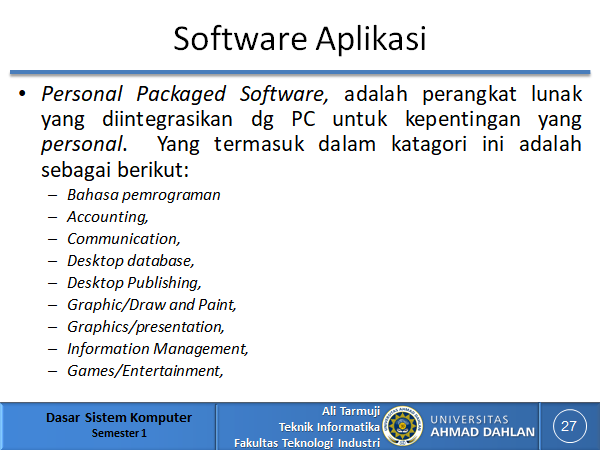 Software Aplikasi
• Personal Packaged Software, adalah perangkat lunak
yang diintegrasikan dg PC untuk kepentingan yang
personal. Yang termasuk dalam katagori ini adalah
sebagai berikut:
– Bahasa pemrograman
– Accounting,
– Communication,
– Desktop database,
– Desktop Publishing,
– Graphic/Draw and Paint,
– Graphics/presentation,
– Information Management,
– Games/Entertainment,
Dasar Sistem Komputer
Semester 1
Ali Tarmuji
Teknik Informatika
Fakultas Teknologi Industri
UNIVERSITAS
AHMAD DAHLAN
27